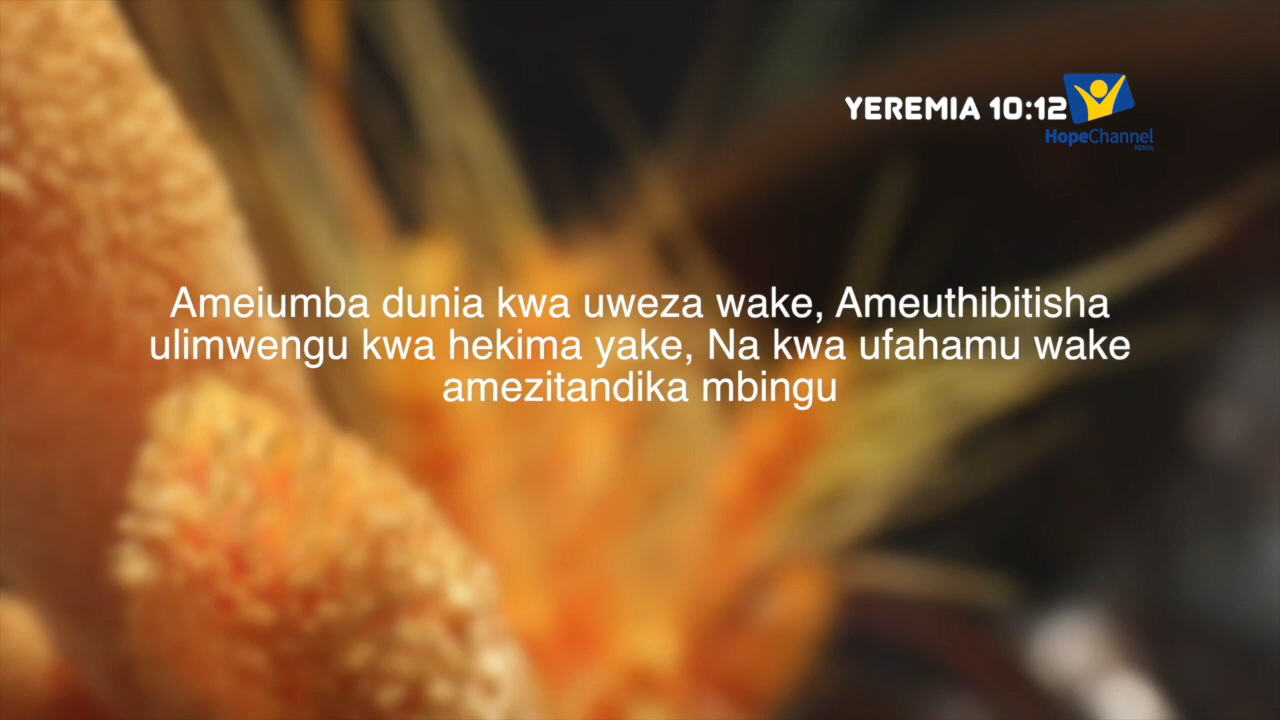 YEREMIA 10:12
HopeChannel
KENYA
Ameiumba dunia kwa uweza wake, Ameuthibitisha
ulimwengu kwa hekima yake, Na kwa ufahamu wake
amezitandika mbingu